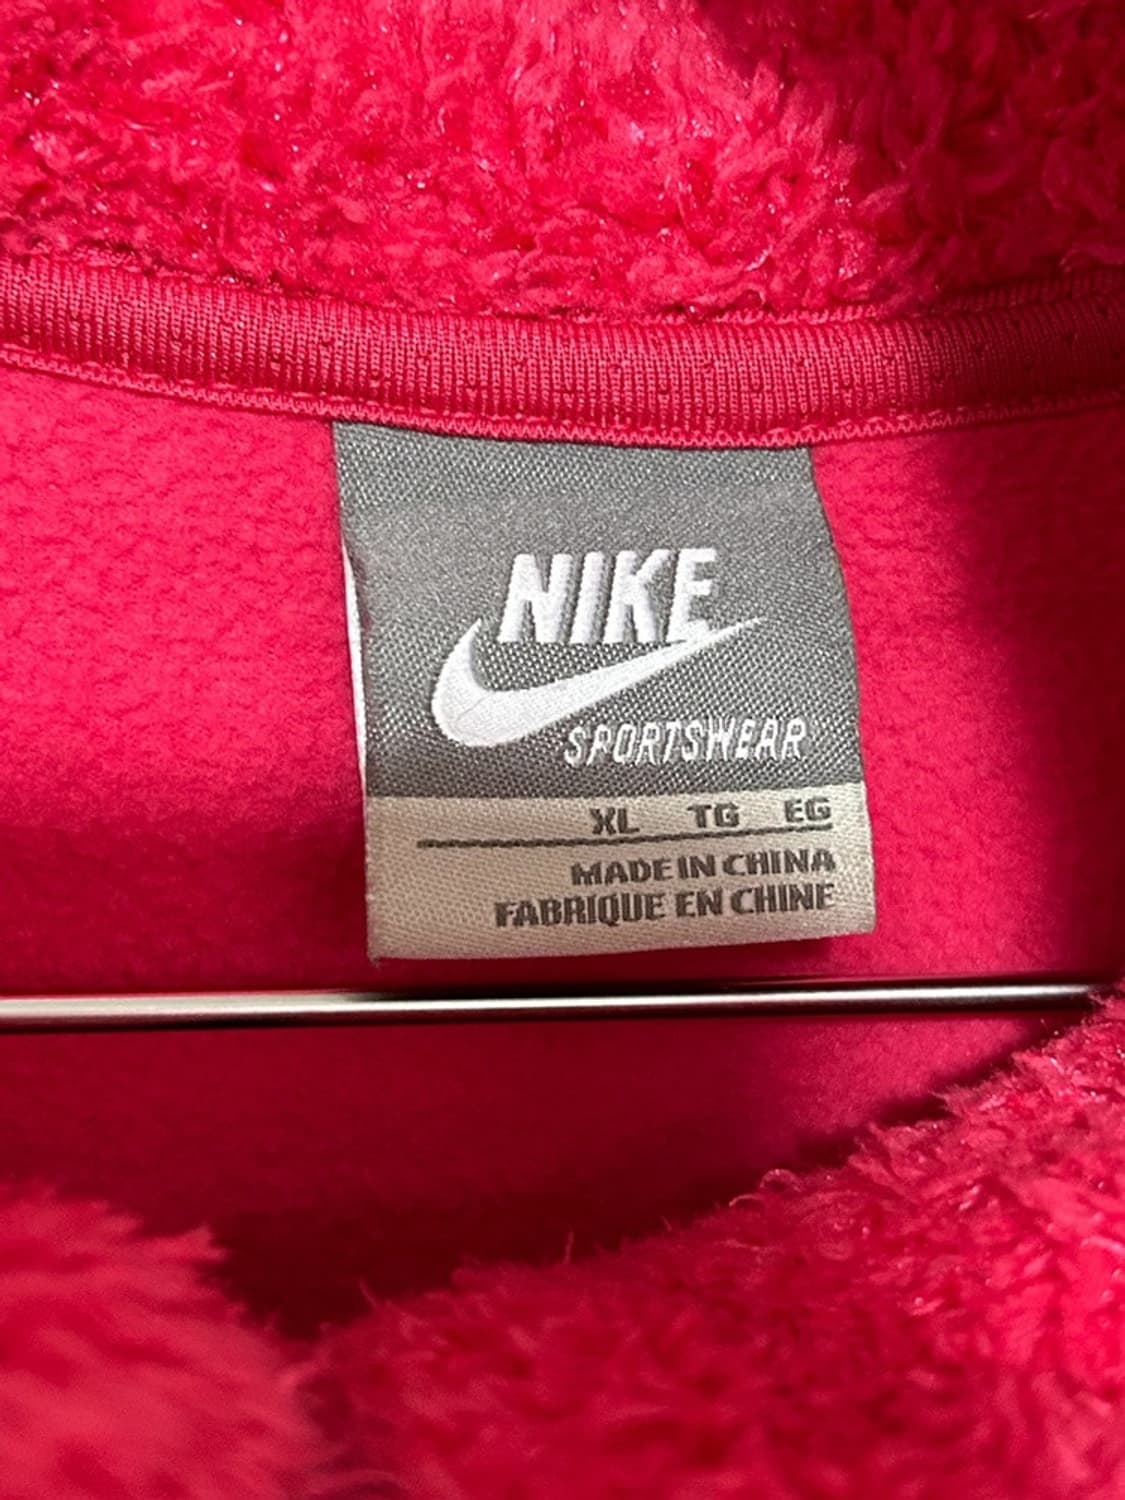 NIKE
SPORTSWEAR
XL TG EG
MADE IN CHINA
FABRIQUE EN CHINE